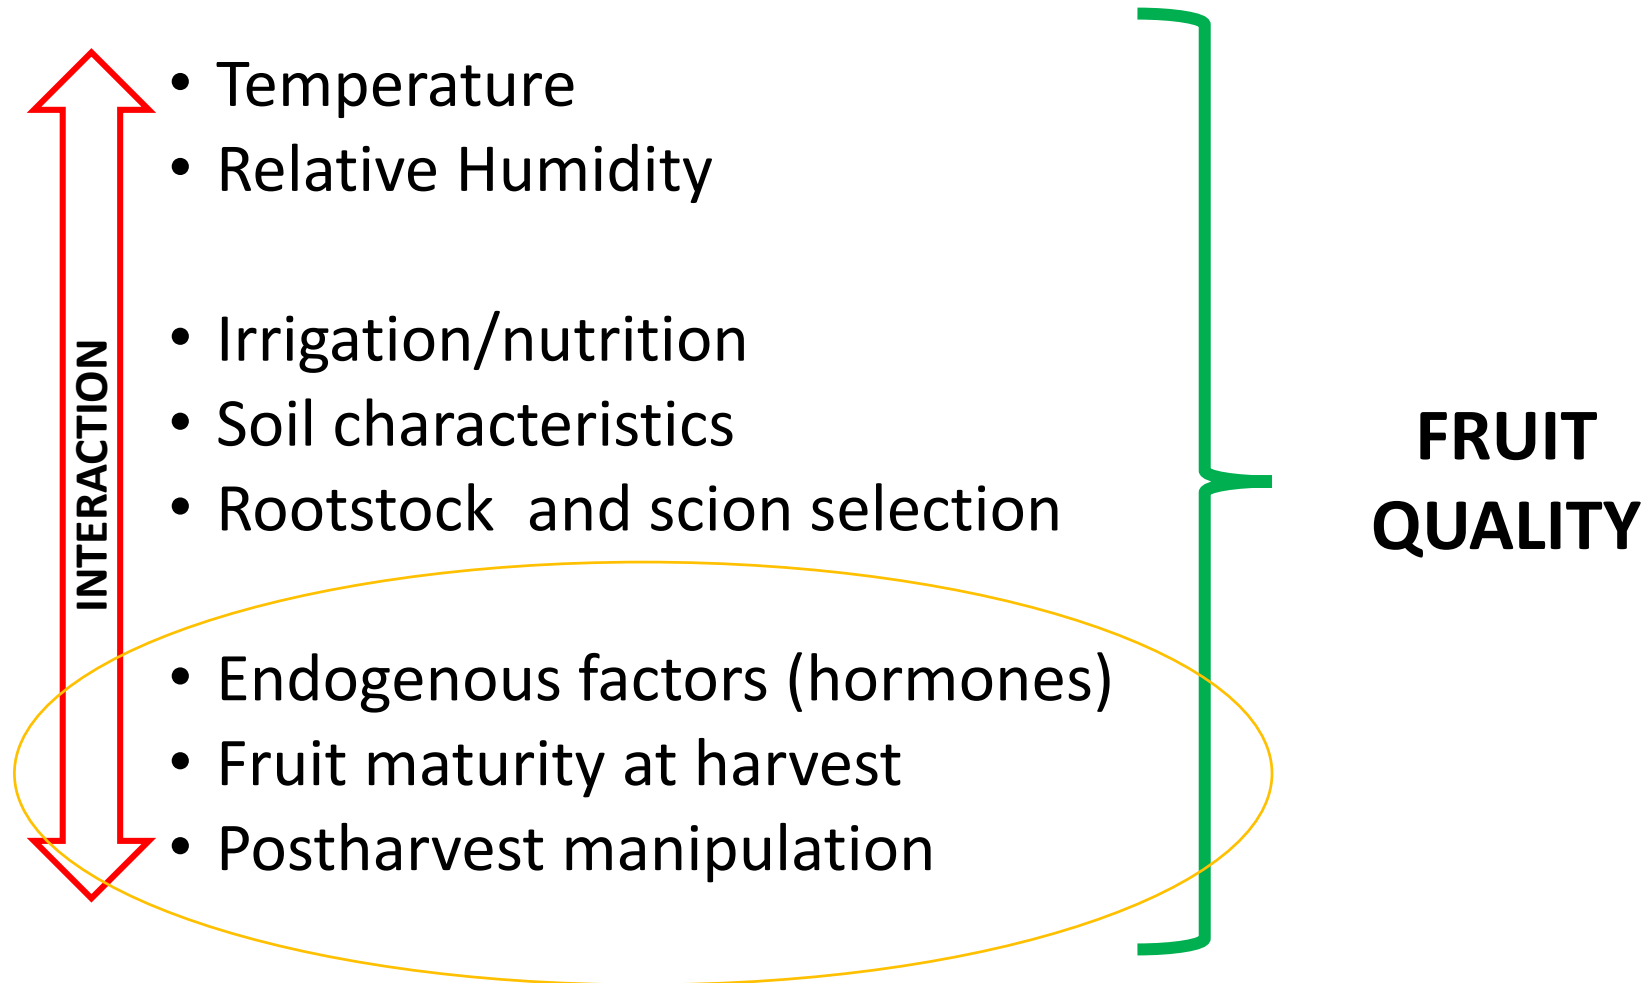 INTERACTION
• Temperature
• Relative Humidity
• Irrigation/nutrition
• Soil characteristics
• Rootstock  and scion selection
• Endogenous factors (hormones)
• Fruit maturity at harvest
• Postharvest manipulation
FRUIT
QUALITY